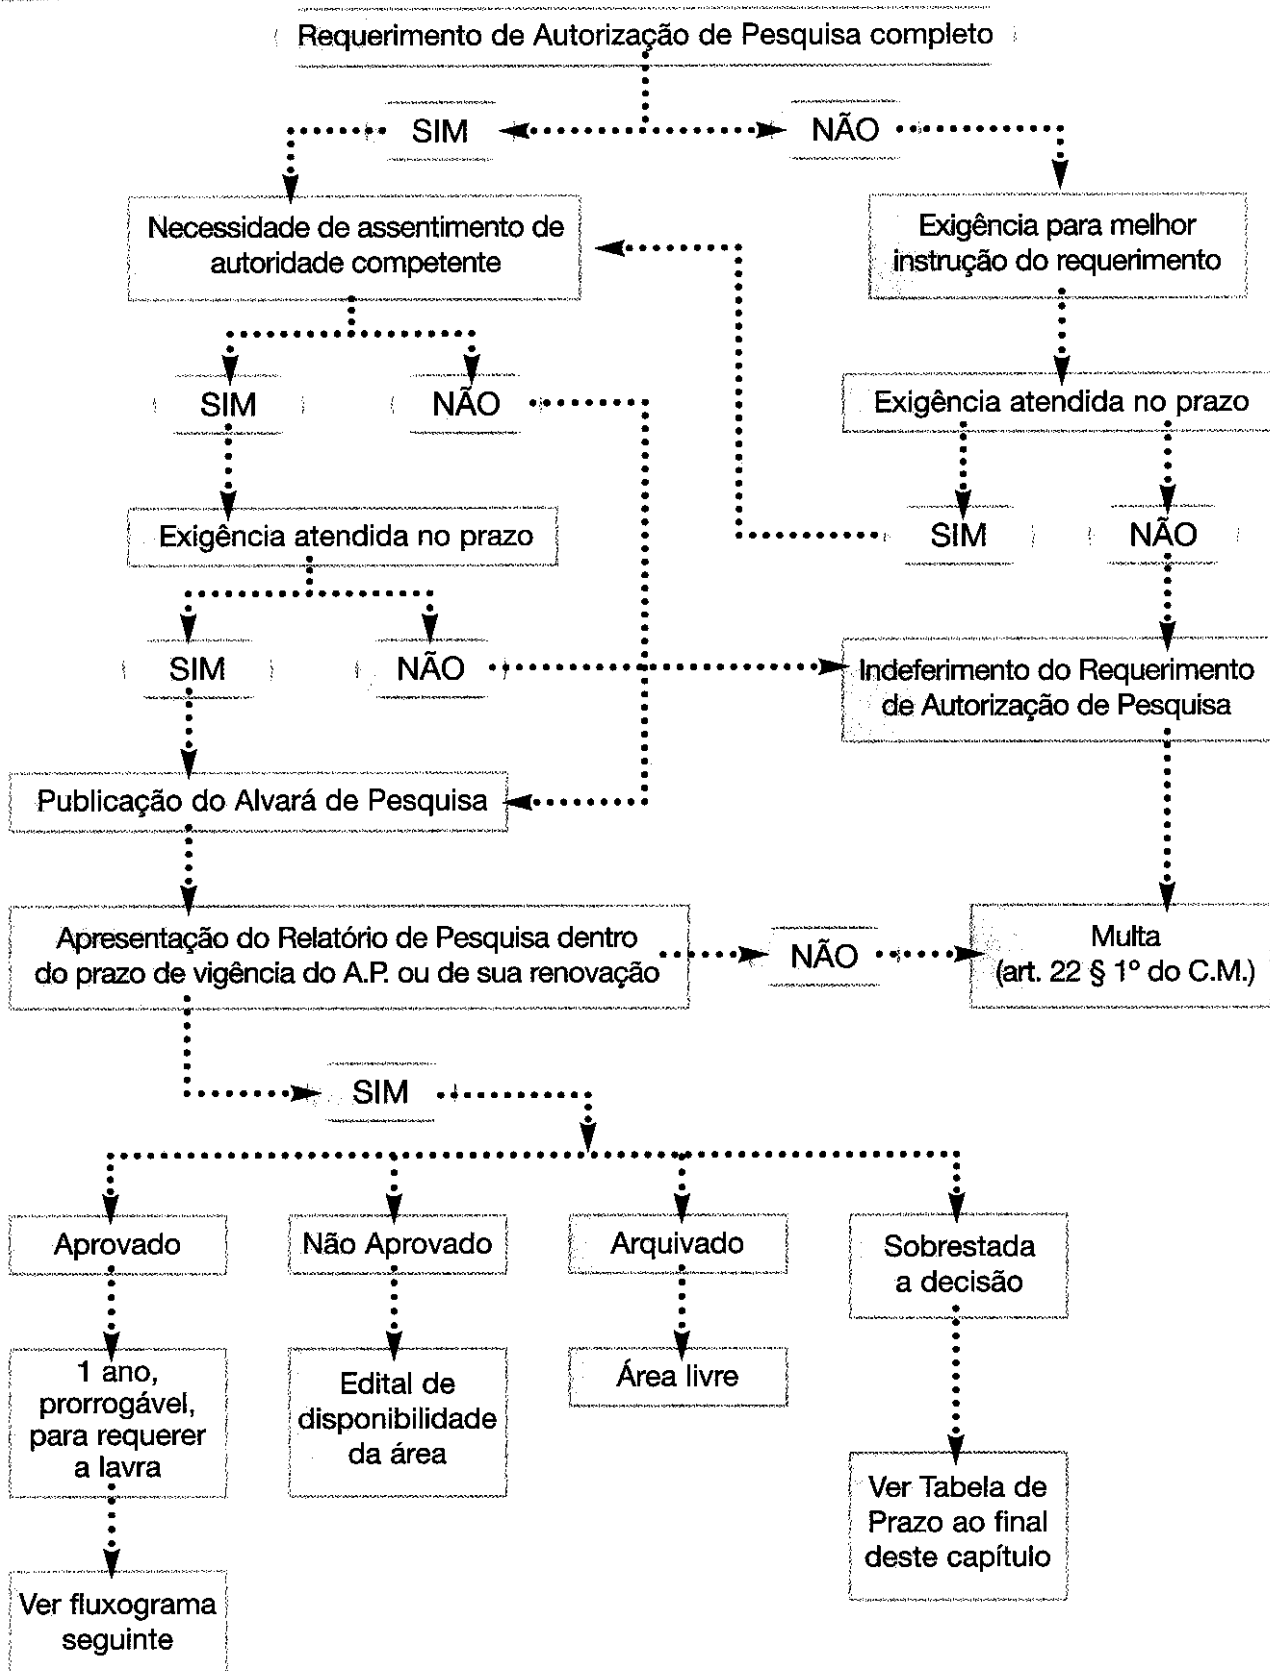 Requerimento de Autorização de Pesquisa completo
SIM
NÃO
Necessidade de assentimento de
autoridade competente
Exigência para melhor
instrução do requerimento
SIM
NÃO
Exigência atendida no prazo
Exigência atendida no prazo
SIM
NÃO
SIM
NÃO
Indeferimento do Requerimento
de Autorização de Pesquisa
Publicação do Alvará de Pesquisa
Apresentação do Relatório de Pesquisa dentro
do prazo de vigência do A.P. ou de sua renovação
NÃO
Multa
(art. 22 § 1º do C.M.)
SIM
Aprovado
Não Aprovado
Arquivado
Sobrestada
a decisão
1 ano,
prorrogável,
para requerer
a lavra
Edital de
disponibilidade
da área
Área livre
Ver Tabela de
Prazo ao final
deste capítulo
Ver fluxograma
seguinte